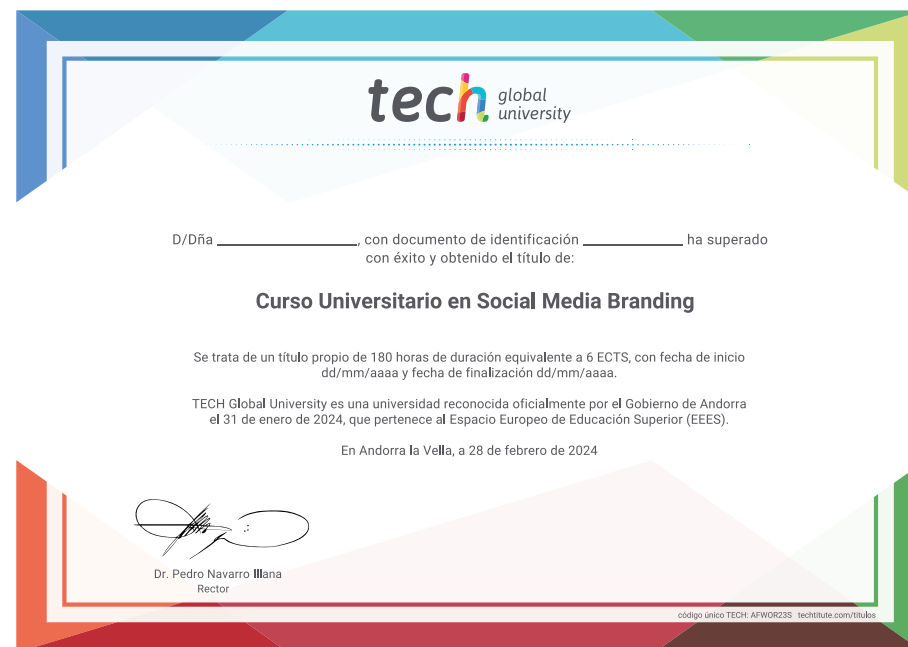 tech global university
D/Dña ____________________, con documento de identificación ______________ ha superado
con éxito y obtenido el título de:
Curso Universitario en Social Media Branding
Se trata de un título propio de 180 horas de duración equivalente a 6 ECTS, con fecha de inicio
dd/mm/aaaa y fecha de finalización dd/mm/aaaa.
TECH Global University es una universidad reconocida oficialmente por el Gobierno de Andorra
el 31 de enero de 2024, que pertenece al Espacio Europeo de Educación Superior (EEES).
En Andorra la Vella, a 28 de febrero de 2024
Dr. Pedro Navarro Illana
Rector
código único TECH: AFWOR23S techtitute.com/titulos